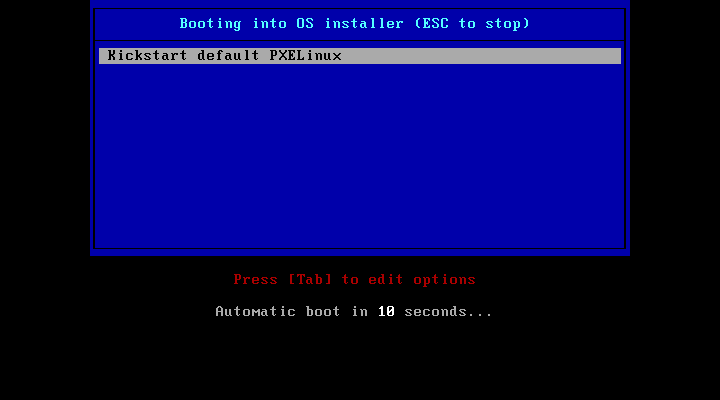 Booting into OS installer (ESC to stop)
Kickstart default PXELinux
Press [Tab] to edit options
Automatic boot in 10 seconds...